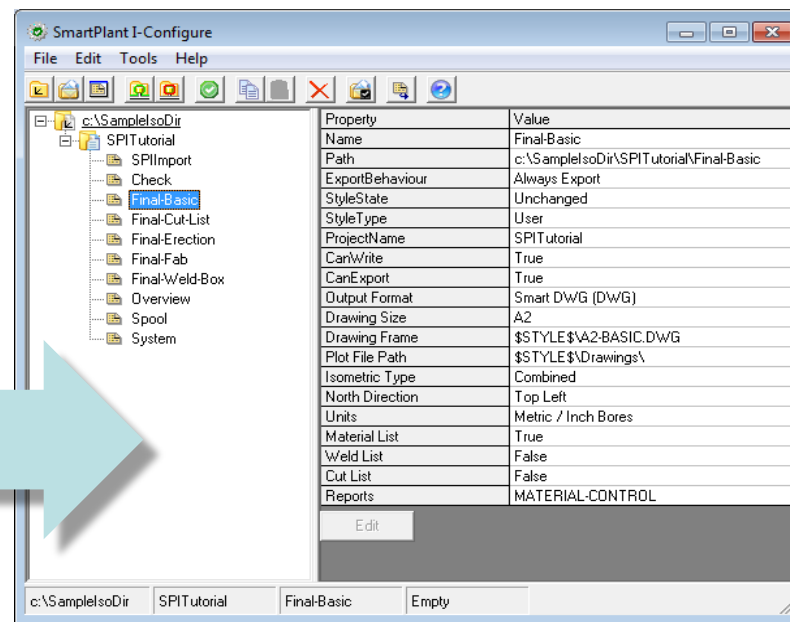 SmartPlant I-Configure
File Edit Tools Help
c:\SampleIsoDir
SPITutorial
SPIImport
Check
Final-Basic
Final-Cut-List
Final-Erection
Final-Fab
Final-Weld-Box
Overview
Spool
System
Property Value
Name Final-Basic
Path c:\SampleIsoDir\SPITutorial\Final-Basic
ExportBehaviour Always Export
StyleState Unchanged
StyleType User
ProjectName SPITutorial
CanWrite True
CanExport True
Output Format Smart DWG (DWG)
Drawing Size A2
Drawing Frame $STYLE$\A2-BASIC.DWG
Plot File Path $STYLE$\Drawings\
Isometric Type Combined
North Direction Top Left
Units Metric / Inch Bores
Material List True
Weld List False
Cut List False
Reports MATERIAL-CONTROL
Edit
c:\SampleIsoDir SPITutorial Final-Basic Empty